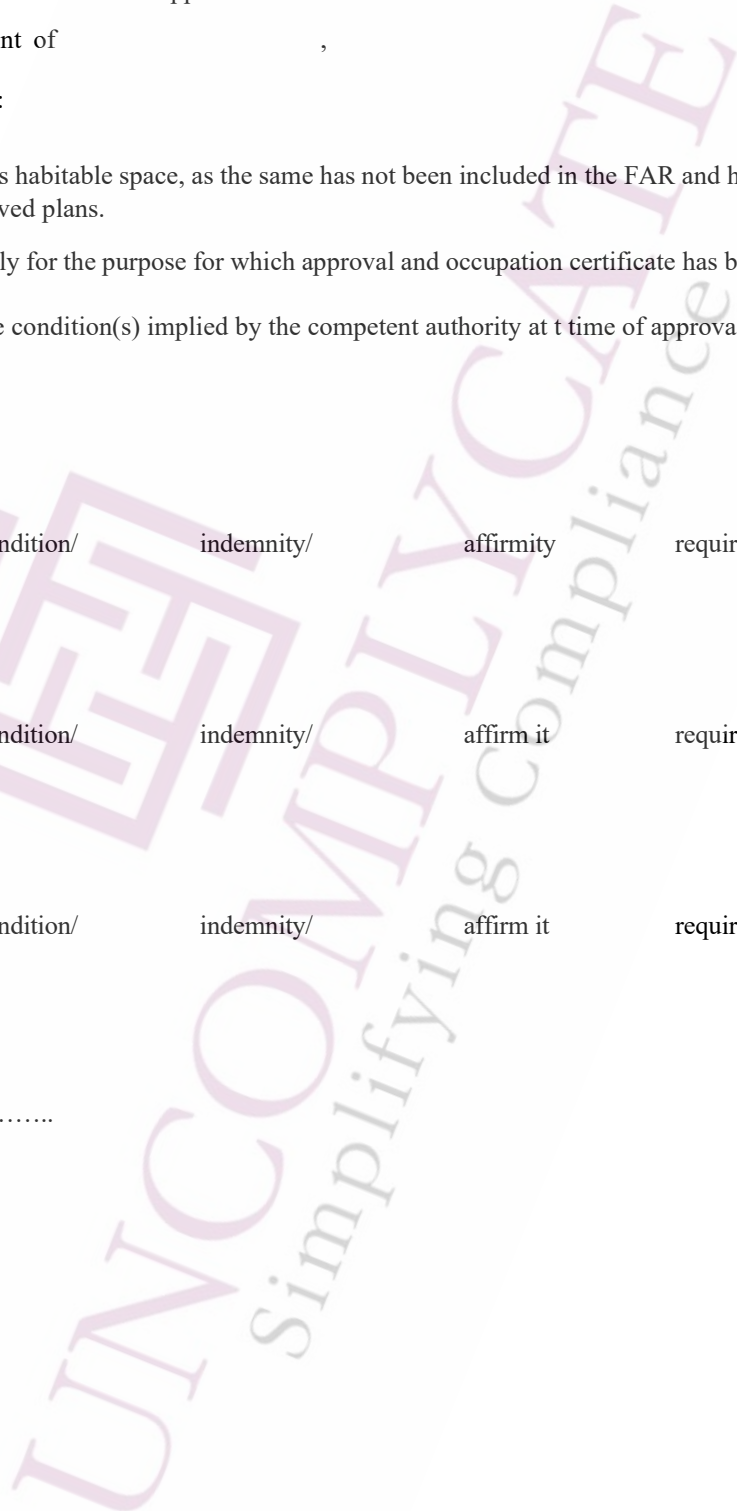 nt of ,
:
s habitable space, as the same has not been included in the FAR and h
ved plans.
ly for the purpose for which approval and occupation certificate has b
e condition(s) implied by the competent authority at t time of approva
ndition/ indemnity/ affirmity requir
ndition/ indemnity/ affirm it requir
ndition/ indemnity/ affirm it requir
……..
UNCOMPLYCATE
Simplifying Compliance